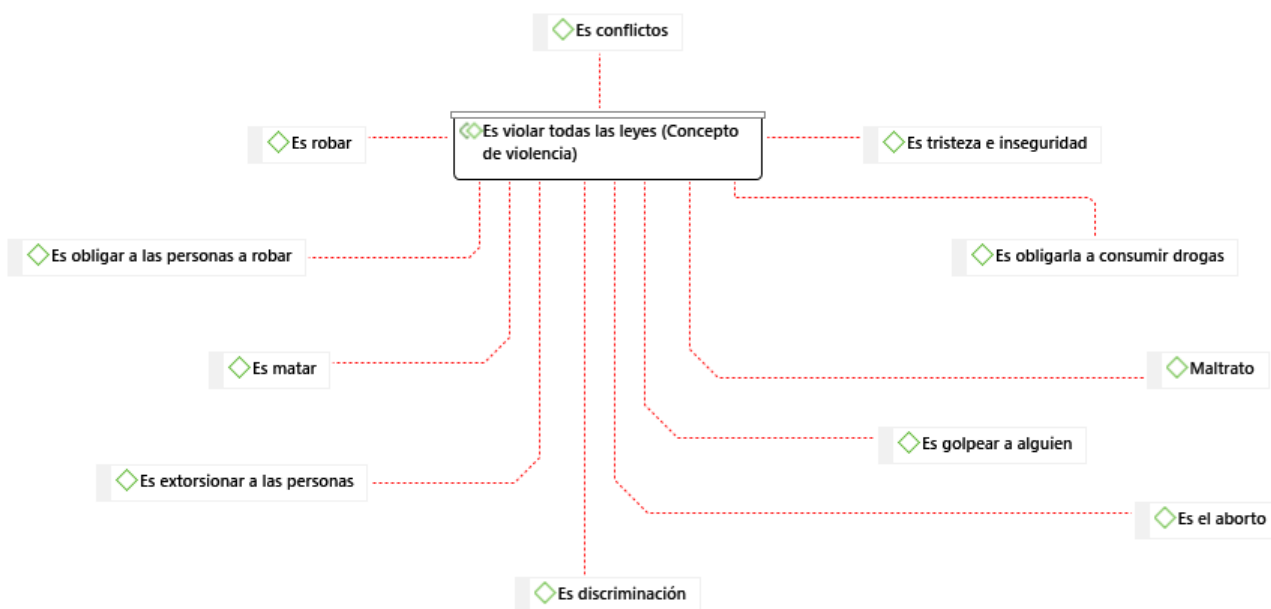 Es conflictos
Es robar
Es violar todas las leyes (Concepto
de violencia)
Es tristeza e inseguridad
Es obligar a las personas a robar
Es obligarla a consumir drogas
Es matar
Maltrato
Es golpear a alguien
Es extorsionar a las personas
Es el aborto
Es discriminación